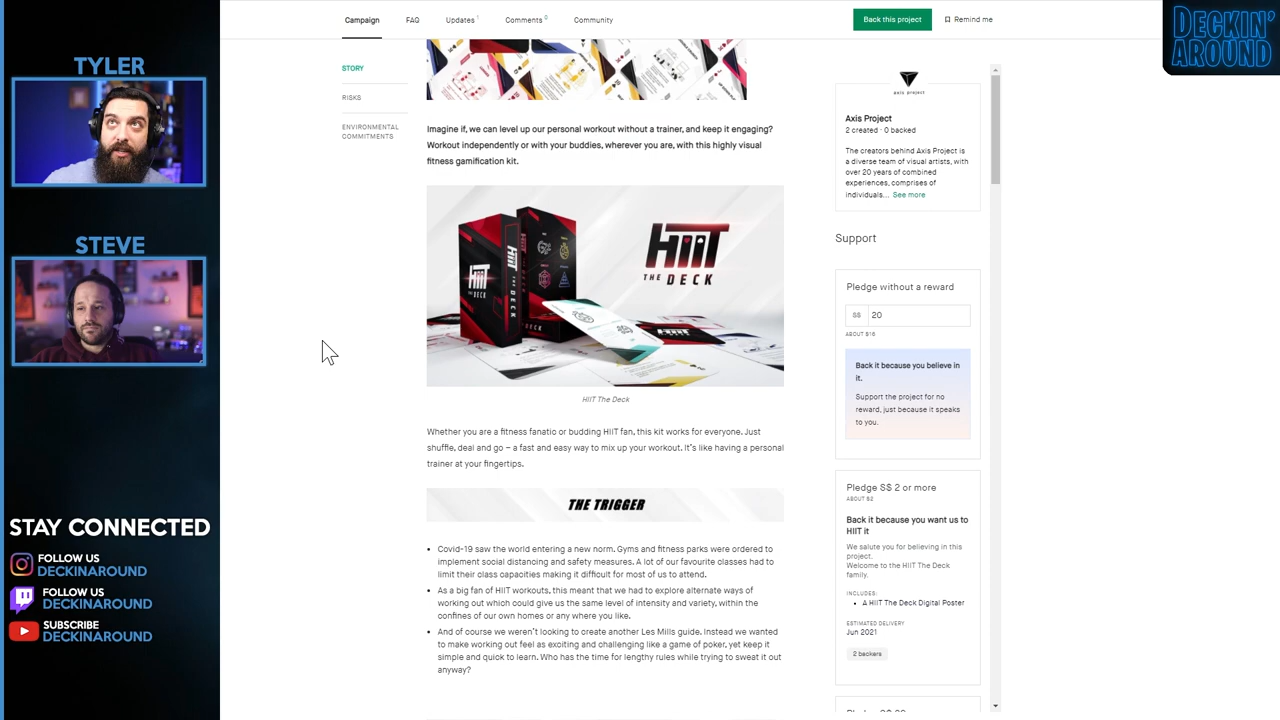 TYLER
STEVE
STAY CONNECTED
FOLLOW US
DECKINAROUND
FOLLOW US
DECKINAROUND
SUBSCRIBE
DECKINAROUND
Campaign
FAQ
Updates 1
Comments 0
Community
Back this project
Remind me
DECKIN'
AROUND
STORY
RISKS
ENVIRONMENTAL
COMMITMENTS
Imagine if, we can level up our personal workout without a trainer, and keep it engaging?
Workout independently or with your buddies, wherever you are, with this highly visual
fitness gamification kit.
HIIT
THE DECK
HIIT
THE DECK
HIIT
THE DECK
HIIT The Deck
Whether you are a fitness fanatic or budding HIIT fan, this kit works for everyone. Just
shuffle, deal and go – a fast and easy way to mix up your workout. It's like having a personal
trainer at your fingertips.
THE TRIGGER
• Covid-19 saw the world entering a new norm. Gyms and fitness parks were ordered to
implement social distancing and safety measures. A lot of our favourite classes had to
limit their class capacities making it difficult for most of us to attend.
• As a big fan of HIIT workouts, this meant that we had to explore alternate ways of
working out which could give us the same level of intensity and variety, within the
confines of our own homes or any where you like.
• And of course we weren't looking to create another Les Mills guide. Instead we wanted
to make working out feel as exciting and challenging like a game of poker, yet keep it
simple and quick to learn. Who has the time for lengthy rules while trying to sweat it out
anyway?
axis project
Axis Project
2 created · 0 backed
The creators behind Axis Project is
a diverse team of visual artists, with
over 20 years of combined
experiences, comprises of
individuals... See more
Support
Pledge without a reward
S$ 20
ABOUT $16
Back it because you believe in
it.
Support the project for no
reward, just because it speaks
to you.
Pledge S$ 2 or more
ABOUT $2
Back it because you want us to
HIIT it
We salute you for believing in this
project.
Welcome to the HIIT The Deck
family.
INCLUDES:
• A HIIT The Deck Digital Poster
ESTIMATED DELIVERY
Jun 2021
2 backers